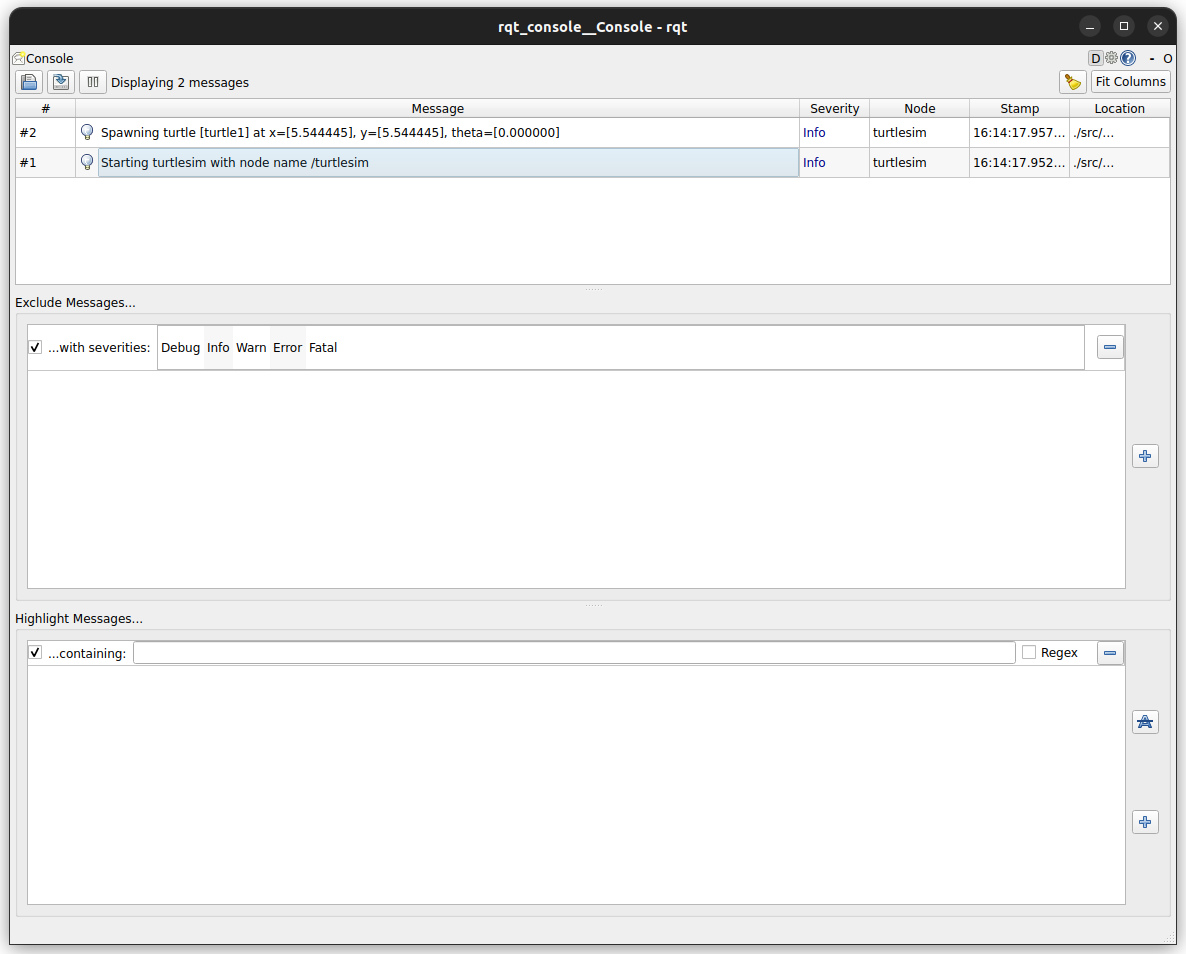 rqt_console__Console - rqt
Console D ? - O
Displaying 2 messages Fit Columns
# Message Severity Node Stamp Location
#2 Spawning turtle [turtle1] at x=[5.544445], y=[5.544445], theta=[0.000000] Info turtlesim 16:14:17.957... ./src/...
#1 Starting turtlesim with node name /turtlesim Info turtlesim 16:14:17.952... ./src/...
Exclude Messages...
...with severities: Debug Info Warn Error Fatal
Highlight Messages...
...containing: Regex